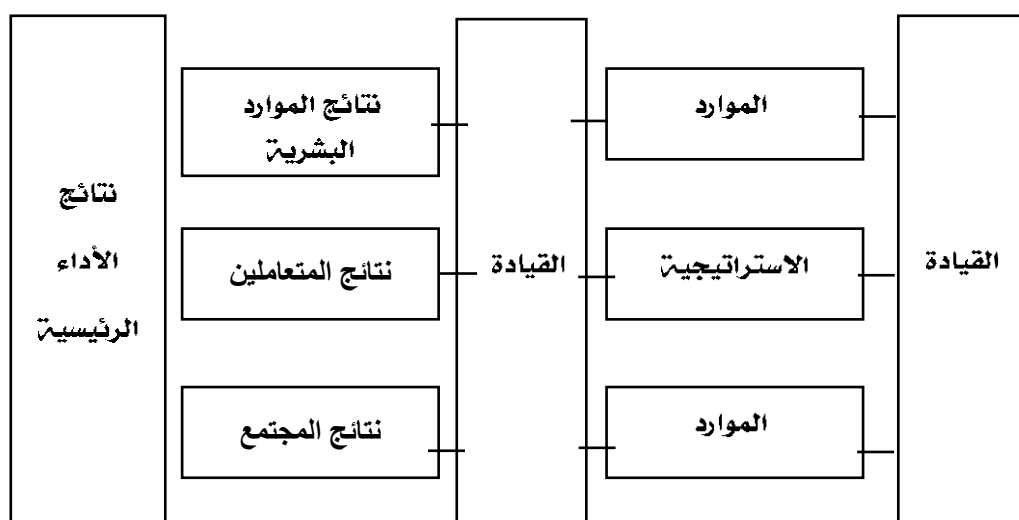 القيادة
الموارد
الاستراتيجية
الموارد
القيادة
نتائج الموارد
البشرية
نتائج المتعاملين
نتائج المجتمع
نتائج
الأداء
الرئيسية